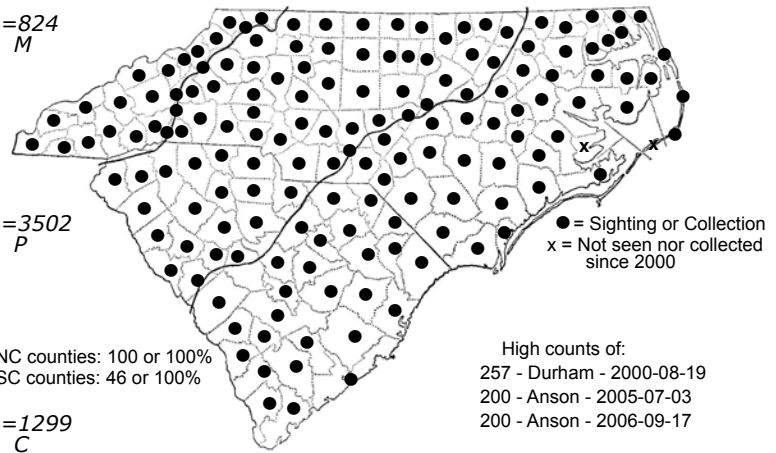 =824
M
=3502
P
x
x
● = Sighting or Collection
x = Not seen nor collected
since 2000
NC counties: 100 or 100%
SC counties: 46 or 100%
High counts of:
257 - Durham - 2000-08-19
200 - Anson - 2005-07-03
200 - Anson - 2006-09-17
=1299
C